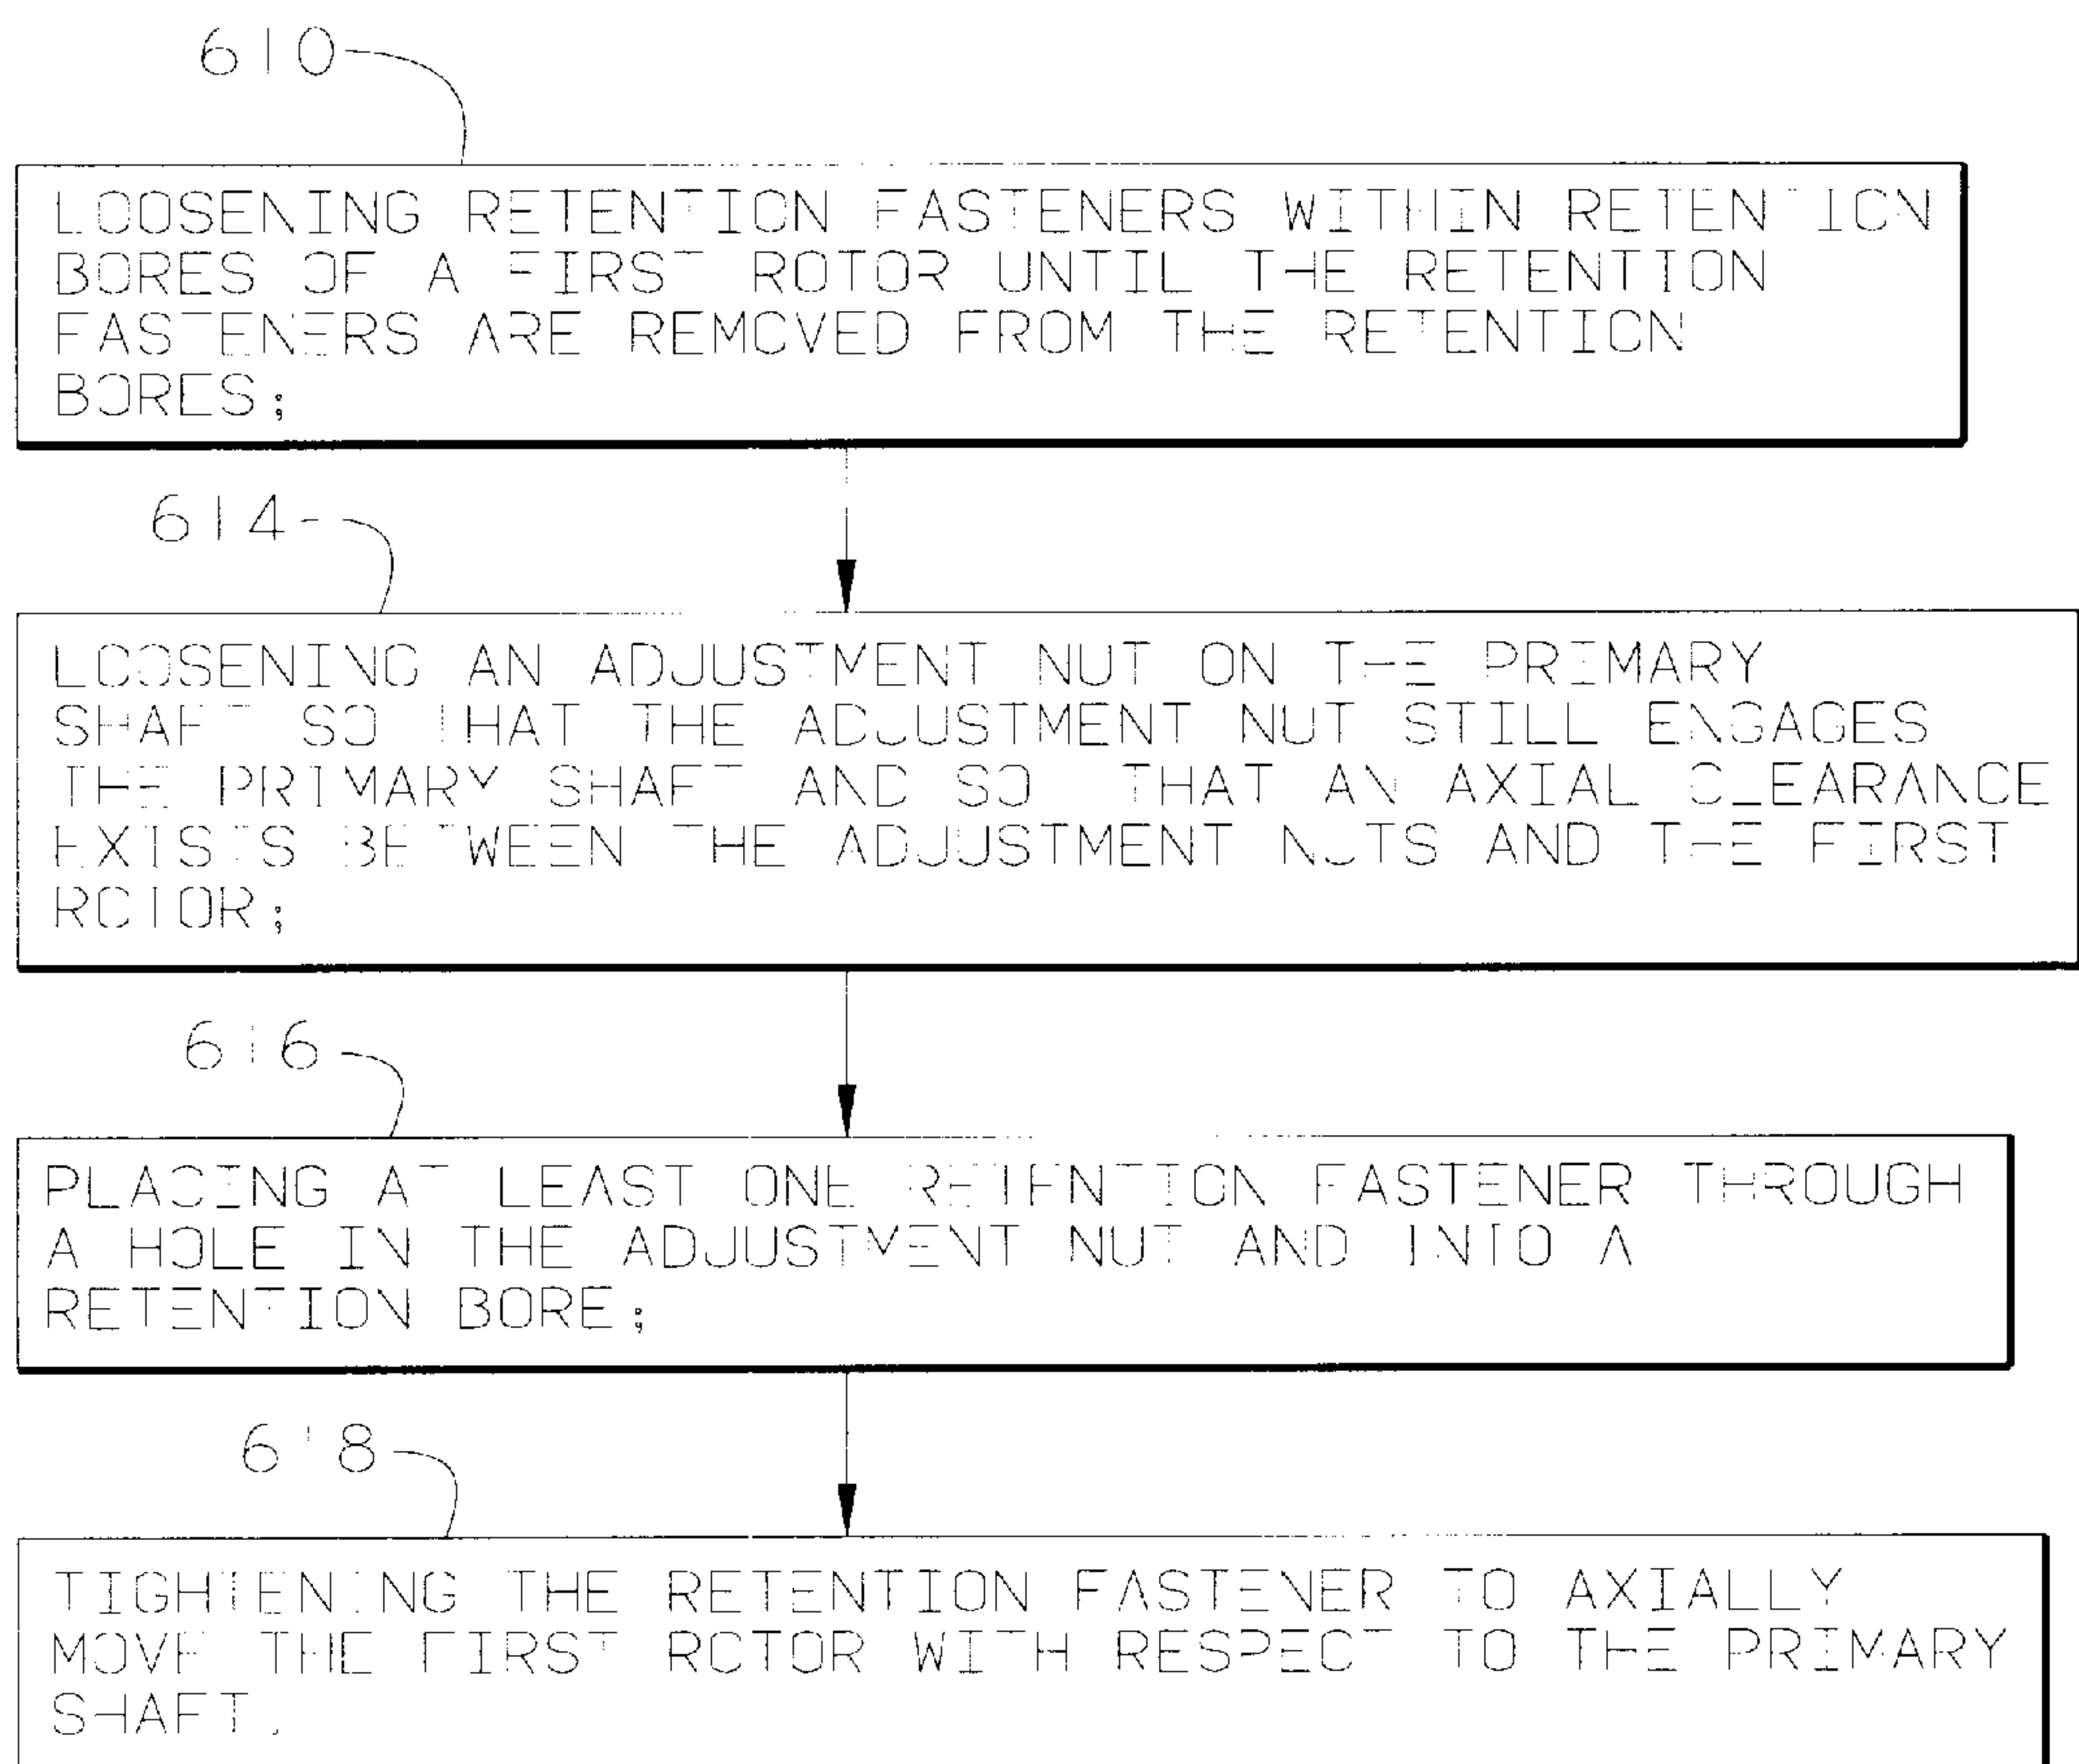 610
LOOSENING RETENTION FASTENERS WITHIN RETENTION
BORES OF A FIRST ROTOR UNTIL THE RETENTION
FASTENERS ARE REMOVED FROM THE RETENTION
BORES;
614
LOOSENING AN ADJUSTMENT NUT ON THE PRIMARY
SHAFT SO THAT THE ADJUSTMENT NUT STILL ENGAGES
THE PRIMARY SHAFT AND SO THAT AN AXIAL CLEARANCE
EXISTS BETWEEN THE ADJUSTMENT NUTS AND THE FIRST
ROTOR;
616
PLACING AT LEAST ONE RETENTION FASTENER THROUGH
A HOLE IN THE ADJUSTMENT NUT AND INTO A
RETENTION BORE;
618
TIGHTENING THE RETENTION FASTENER TO AXIALLY
MOVE THE FIRST ROTOR WITH RESPECT TO THE PRIMARY
SHAFT.